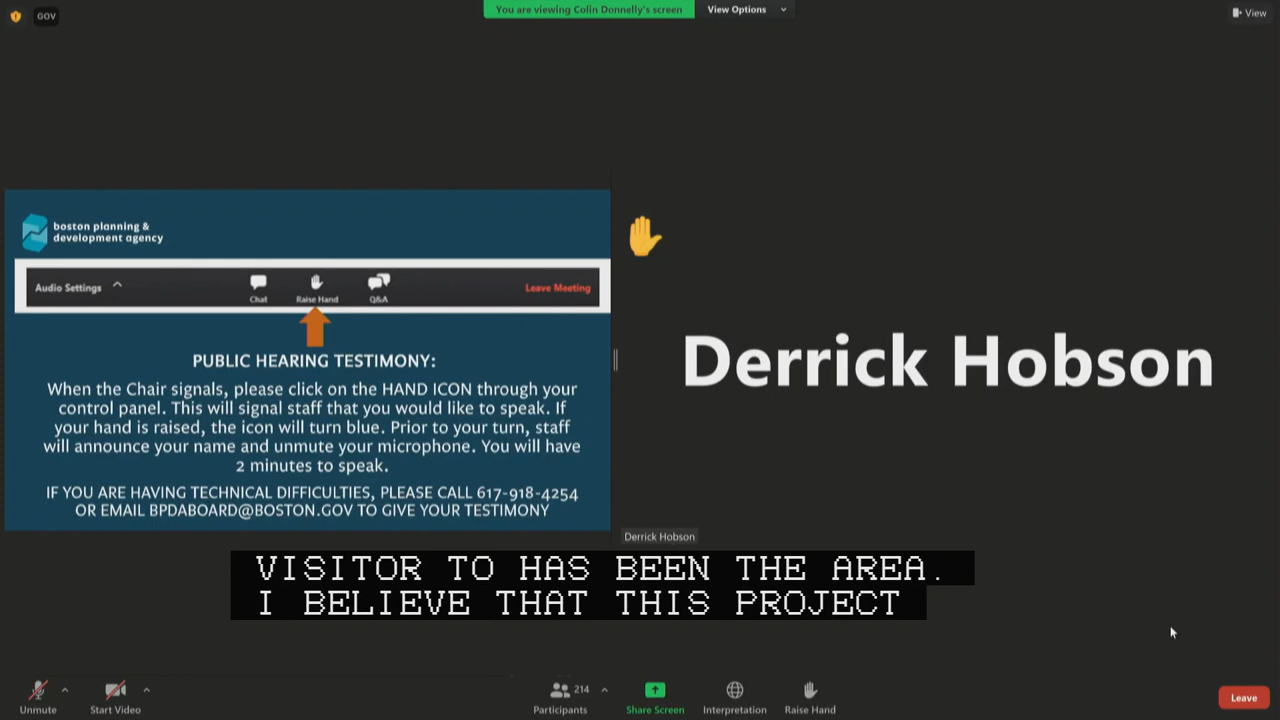 GOV
You are viewing Colin Donnelly's screen
View Options
View
boston planning &
development agency
Audio Settings
Chat
Raise Hand
Q&A
Leave Meeting
PUBLIC HEARING TESTIMONY:
When the Chair signals, please click on the HAND ICON through your
control panel. This will signal staff that you would like to speak. If
your hand is raised, the icon will turn blue. Prior to your turn, staff
will announce your name and unmute your microphone. You will have
2 minutes to speak.
IF YOU ARE HAVING TECHNICAL DIFFICULTIES, PLEASE CALL 617-918-4254
OR EMAIL BPDABOARD@BOSTON.GOV TO GIVE YOUR TESTIMONY
Derrick Hobson
Derrick Hobson
VISITOR TO HAS BEEN THE AREA.
I BELIEVE THAT THIS PROJECT
Unmute
Start Video
214
Participants
Share Screen
Interpretation
Raise Hand
Leave